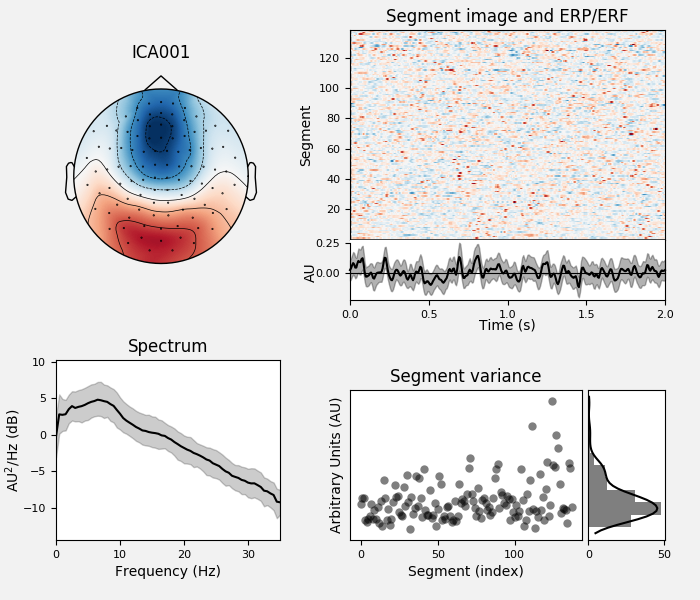 ICA001
Segment image and ERP/ERF
Segment
120
100
80
60
40
20
AU
0.25
0.00
0.0 0.5 1.0 1.5 2.0
Time (s)
Spectrum
AU²/Hz (dB)
10
5
0
−5
−10
0 10 20 30
Frequency (Hz)
Segment variance
Arbitrary Units (AU)
0 50 100
Segment (index)
0 50